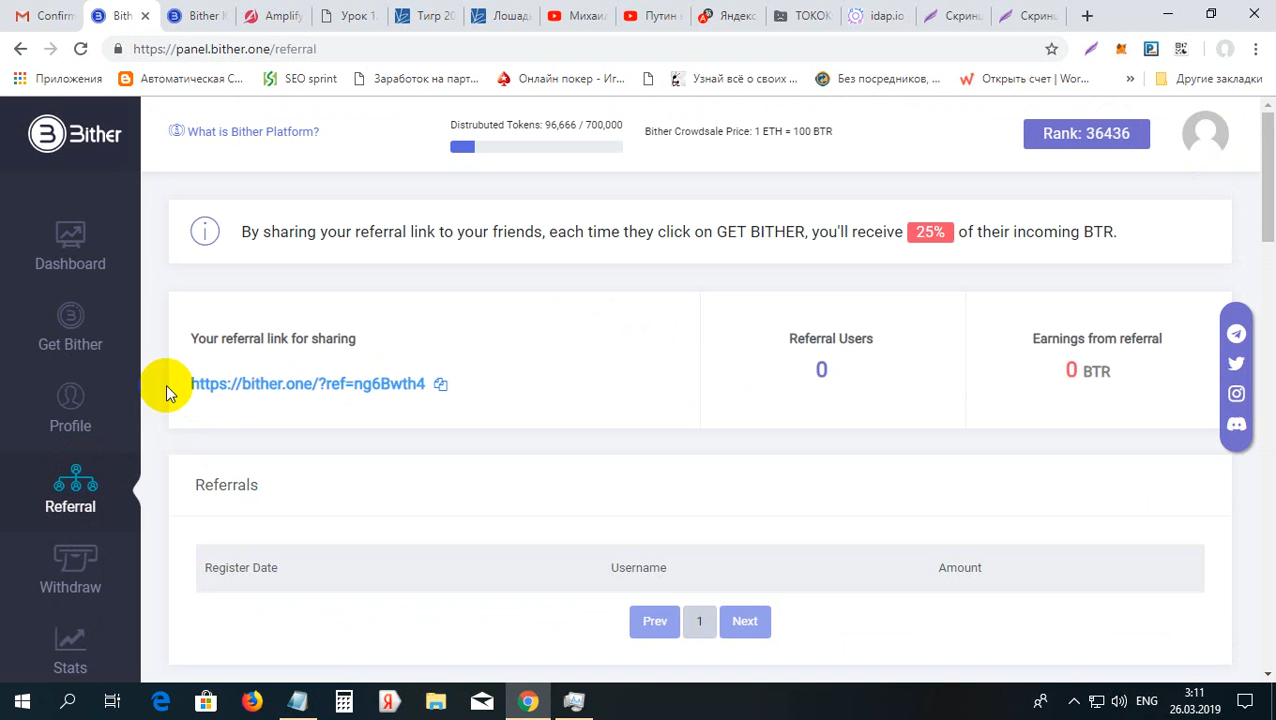 Confirm
Bith
Bither K
Amplify
Урок 1.
Тигр 20
Лошад
Михаил
Путин
Яндекс
ТОКОК
idap.io
Скринш
Скринш
https://panel.bither.one/referral
Приложения
Автоматическая С...
SEO sprint
Заработок на парт...
Онлайн покер - Иг...
Узнай всё о своих ...
Без посредников, ...
Открыть счет | Wor...
»
Другие закладки
Bither
What is Bither Platform?
Distrubuted Tokens: 96,666 / 700,000
Bither Crowdsale Price: 1 ETH = 100 BTR
Rank: 36436
By sharing your referral link to your friends, each time they click on GET BITHER, you'll receive 25% of their incoming BTR.
Dashboard
Get Bither
Profile
Referral
Withdraw
Stats
Your referral link for sharing
https://bither.one/?ref=ng6Bwth4
Referral Users
0
Earnings from referral
0 BTR
Referrals
Register Date
Username
Amount
Prev
1
Next
ENG
3:11
26.03.2019